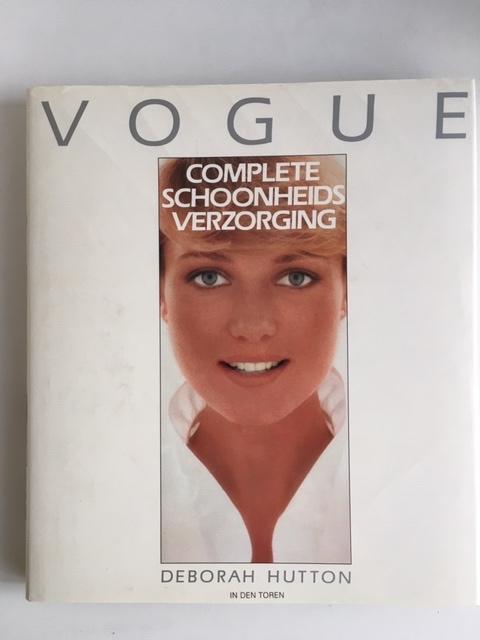 VOGUE
COMPLETE
SCHOONHEIDS
VERZORGING
DEBORAH HUTTON
IN DEN TOREN